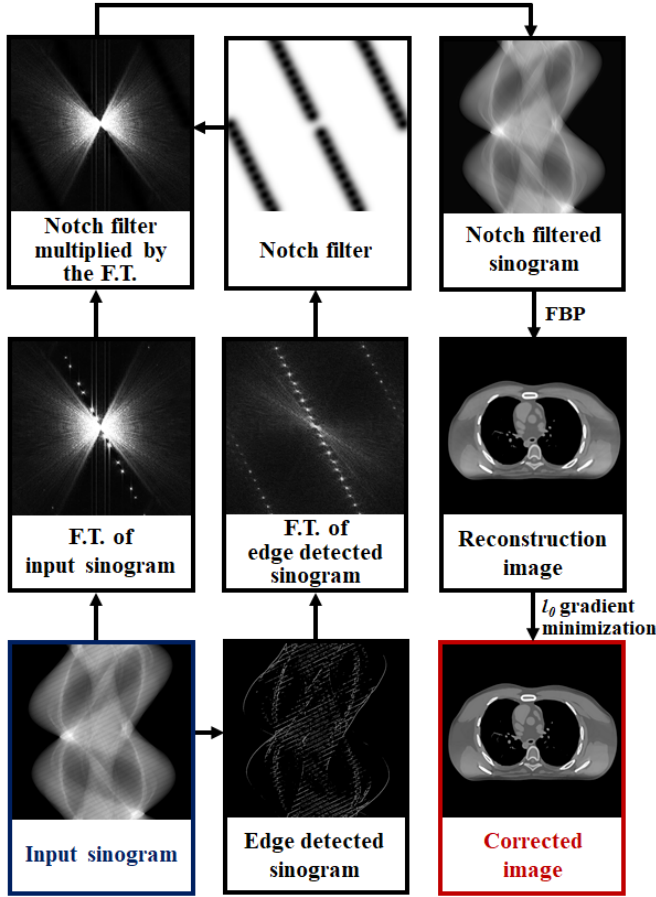 Notch filter
multiplied by
the F.T.
Notch filter
Notch filtered
sinogram
FBP
F.T. of
input sinogram
F.T. of
edge detected
sinogram
Reconstruction
image
l0 gradient
minimization
Input sinogram
Edge detected
sinogram
Corrected
image